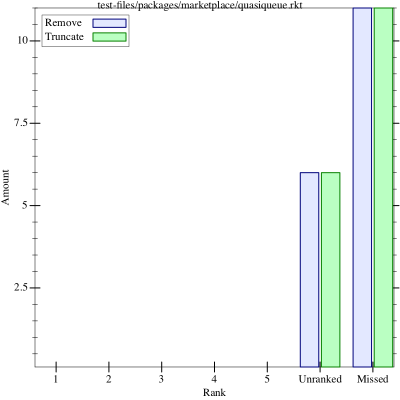 test-files/packages/marketplace/quasiqueue.rkt
Remove
Truncate
10
7.5
5
2.5
Amount
1 2 3 4 5 Unranked Missed
Rank